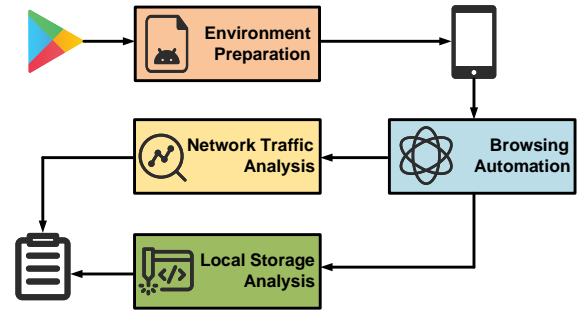 Environment
Preparation
Network Traffic
Analysis
Browsing
Automation
Local Storage
Analysis